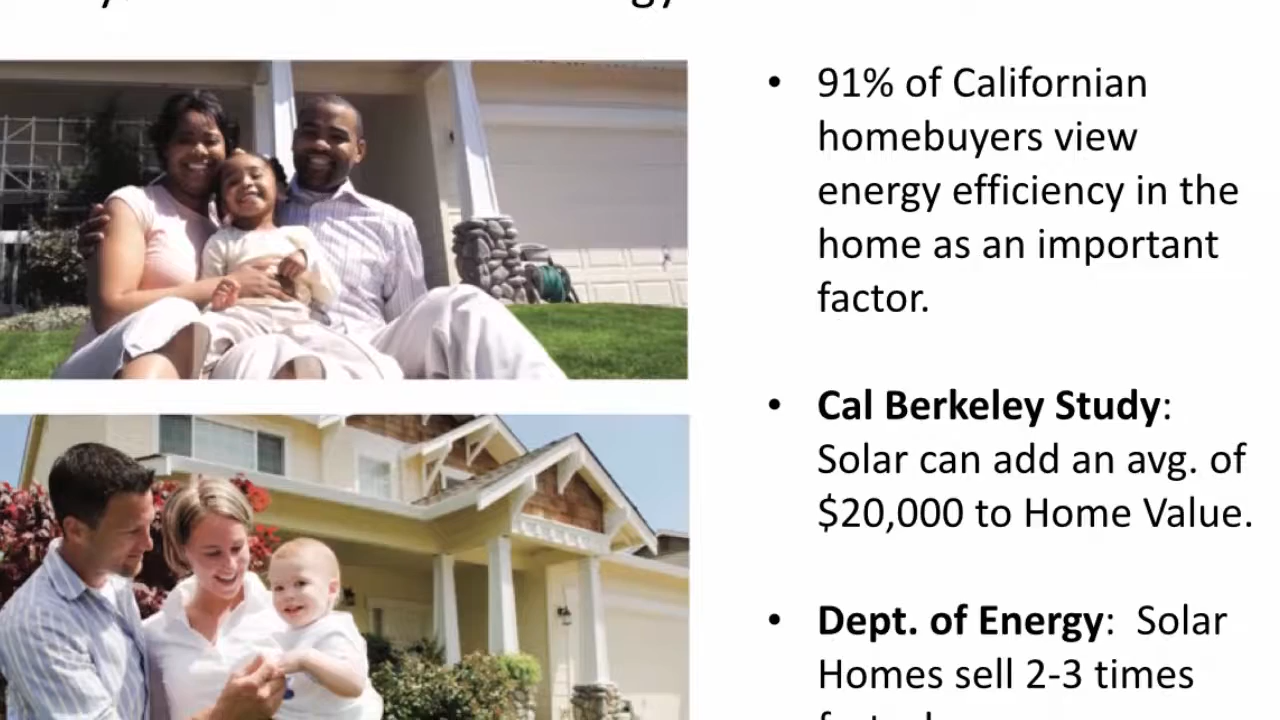 91% of Californian
homebuyers view
energy efficiency in the
home as an important
factor.
Cal Berkeley Study:
Solar can add an avg. of
$20,000 to Home Value.
Dept. of Energy: Solar
Homes sell 2-3 times